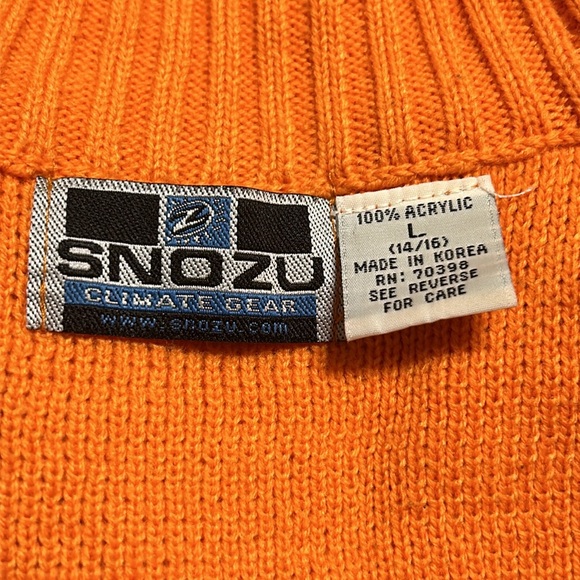 SNOZU
CLIMATE GEAR
www.snozu.com
100% ACRYLIC
L
(14/16)
MADE IN KOREA
RN: 70398
SEE REVERSE
FOR CARE